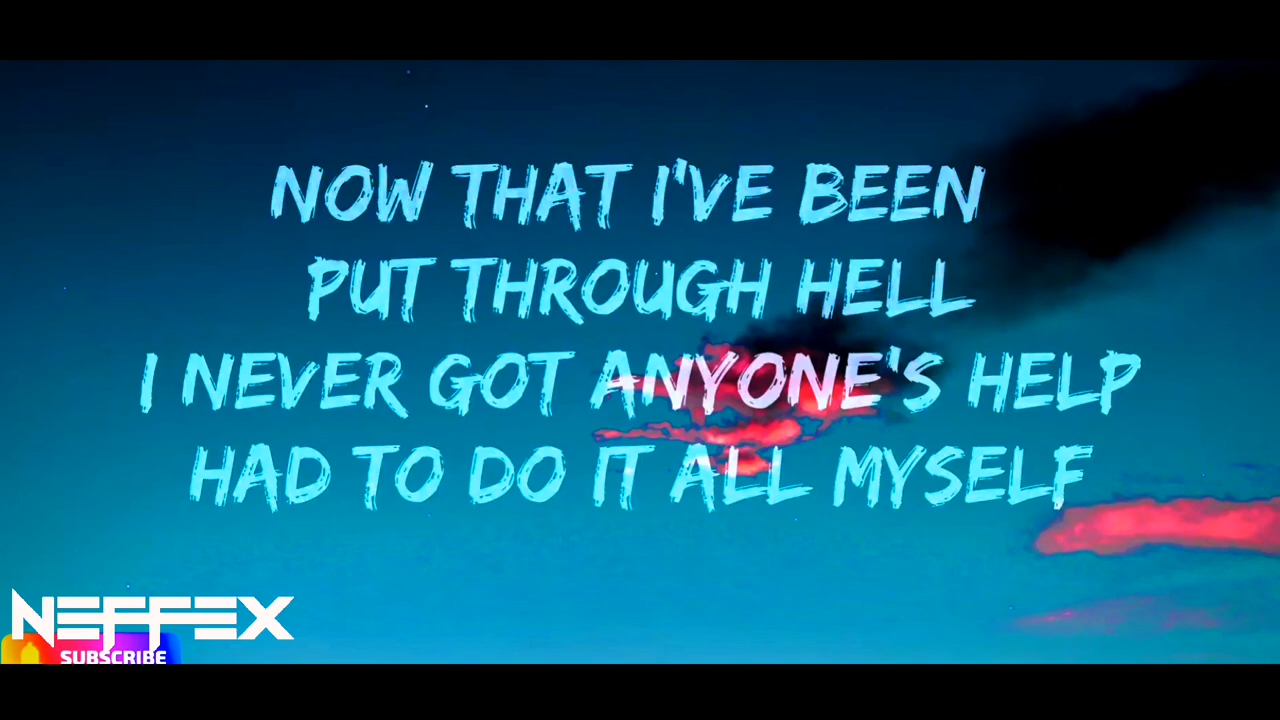 NOW THAT I'VE BEEN
PUT THROUGH HELL
I NEVER GOT ANYONE'S HELP
HAD TO DO IT ALL MYSELF
NEFFEX
SUBSCRIBE